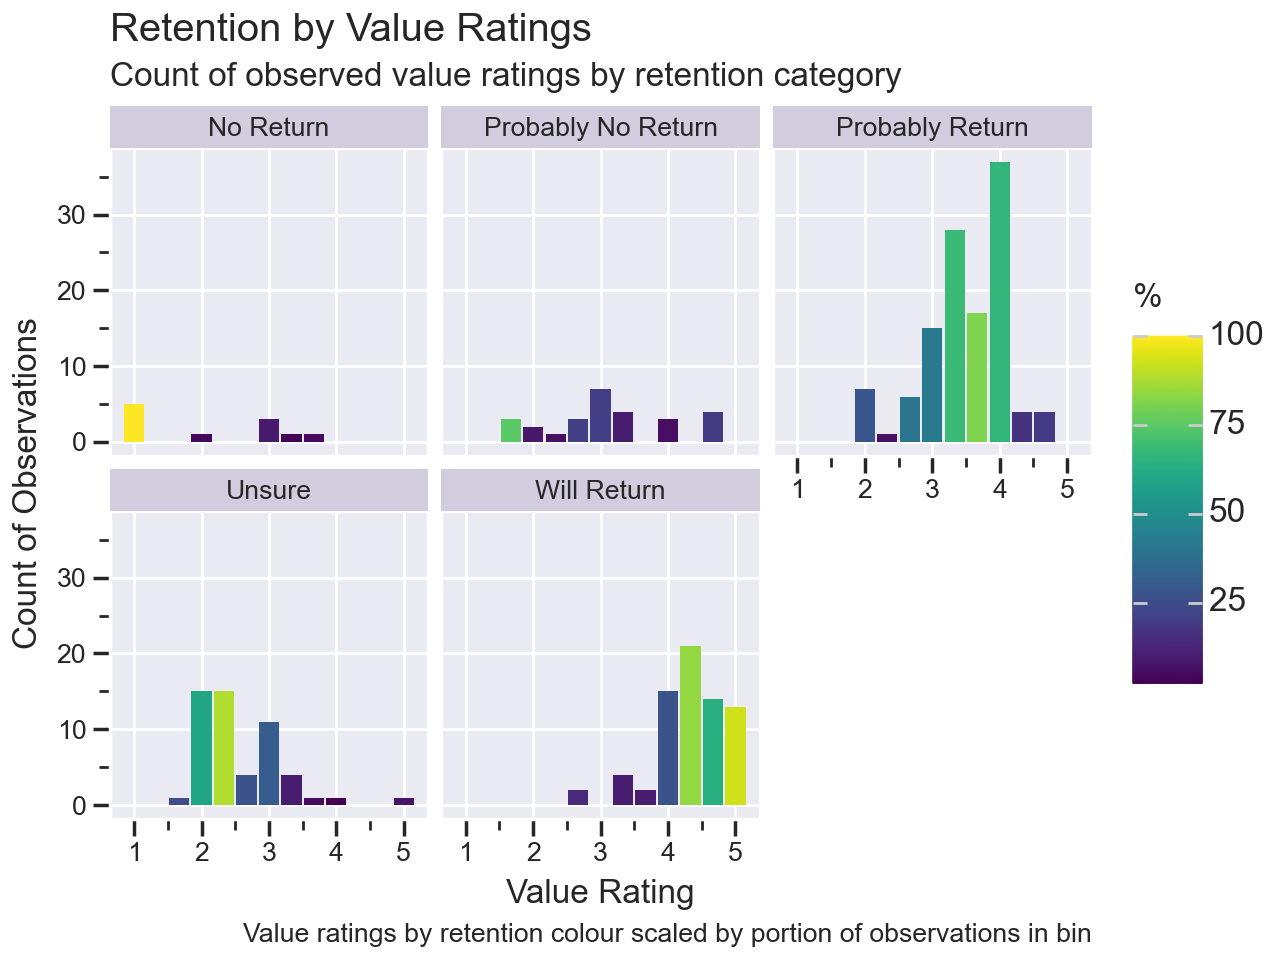 Retention by Value Ratings
Count of observed value ratings by retention category
No Return
Probably No Return
Probably Return
30
20
10
0
1 2 3 4 5
Unsure
Will Return
30
20
10
0
1 2 3 4 5
1 2 3 4 5
Count of Observations
Value Rating
Value ratings by retention colour scaled by portion of observations in bin
%
100
75
50
25